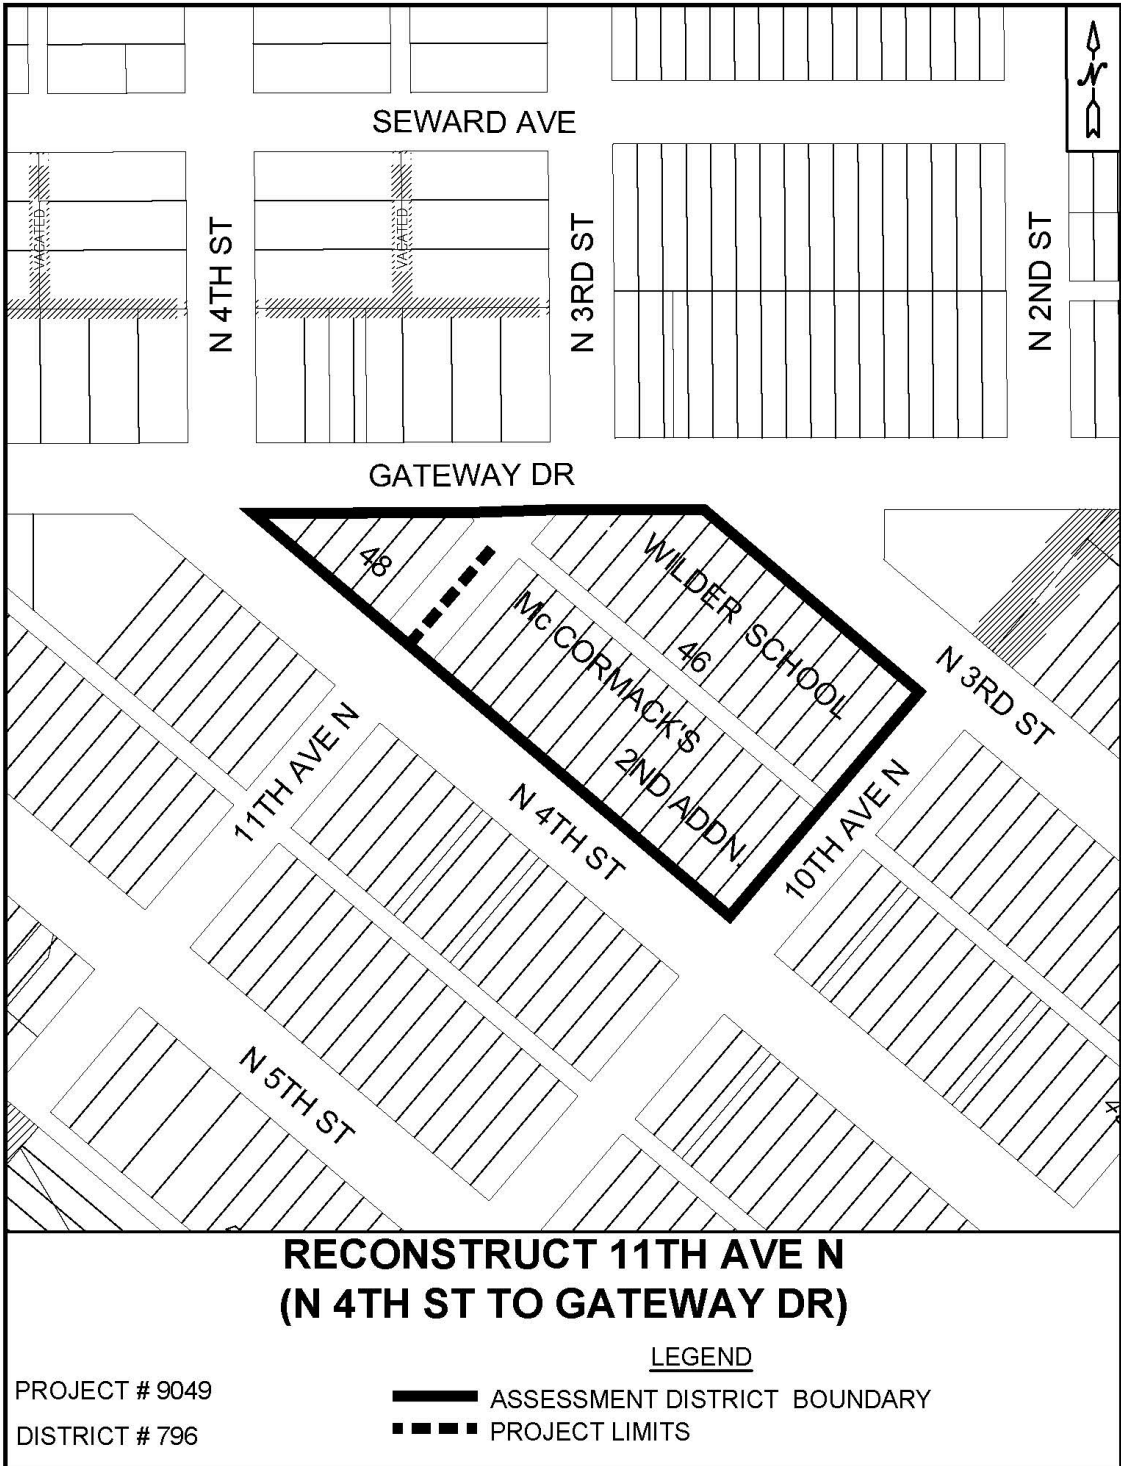 N
SEWARD AVE
VACATED
VACATED
N 4TH ST
N 3RD ST
N 2ND ST
GATEWAY DR
48
WILDER SCHOOL
46
Mc CORMACK'S
2ND ADDN.
N 3RD ST
11TH AVE N
N 4TH ST
10TH AVE N
N 5TH ST
RECONSTRUCT 11TH AVE N
(N 4TH ST TO GATEWAY DR)
LEGEND
PROJECT # 9049
ASSESSMENT DISTRICT BOUNDARY
DISTRICT # 796
PROJECT LIMITS